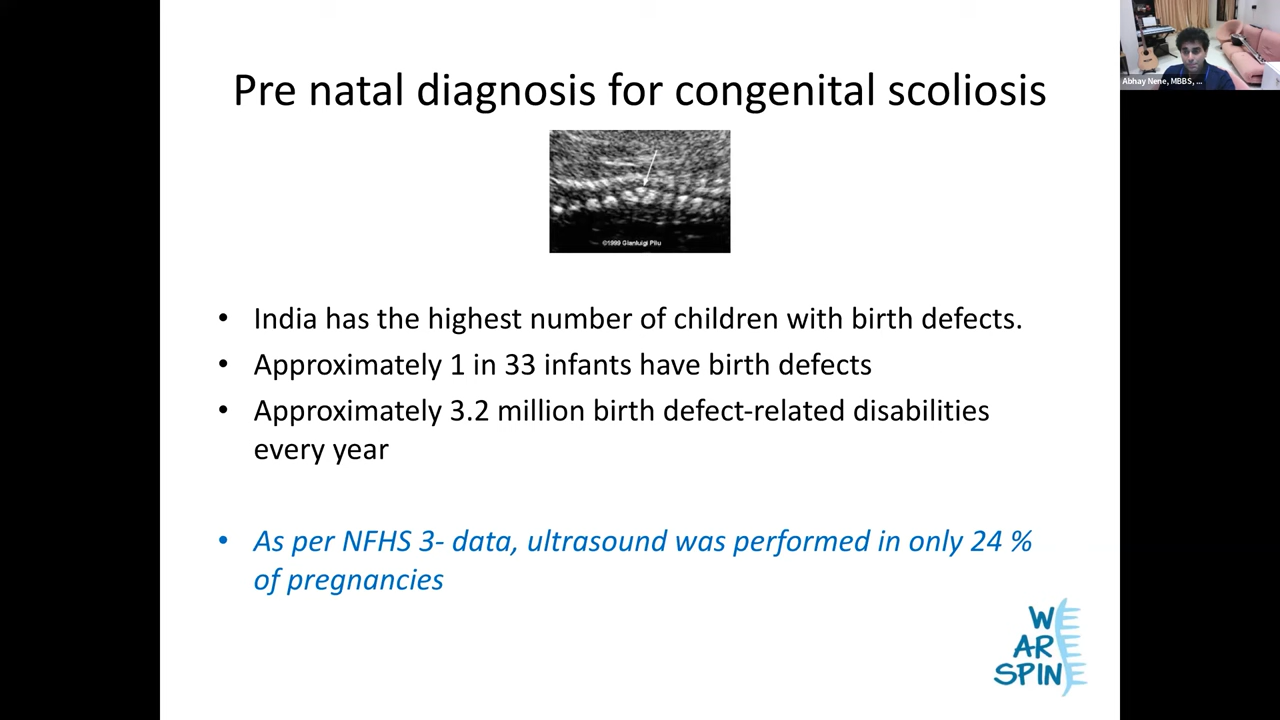 Pre natal diagnosis for congenital scoliosis
©1999 Gianluigi Pilu
• India has the highest number of children with birth defects.
• Approximately 1 in 33 infants have birth defects
• Approximately 3.2 million birth defect-related disabilities
every year
• As per NFHS 3- data, ultrasound was performed in only 24 %
of pregnancies
WE
ARE
SPINE
Abhay Nene, MBBS, ...